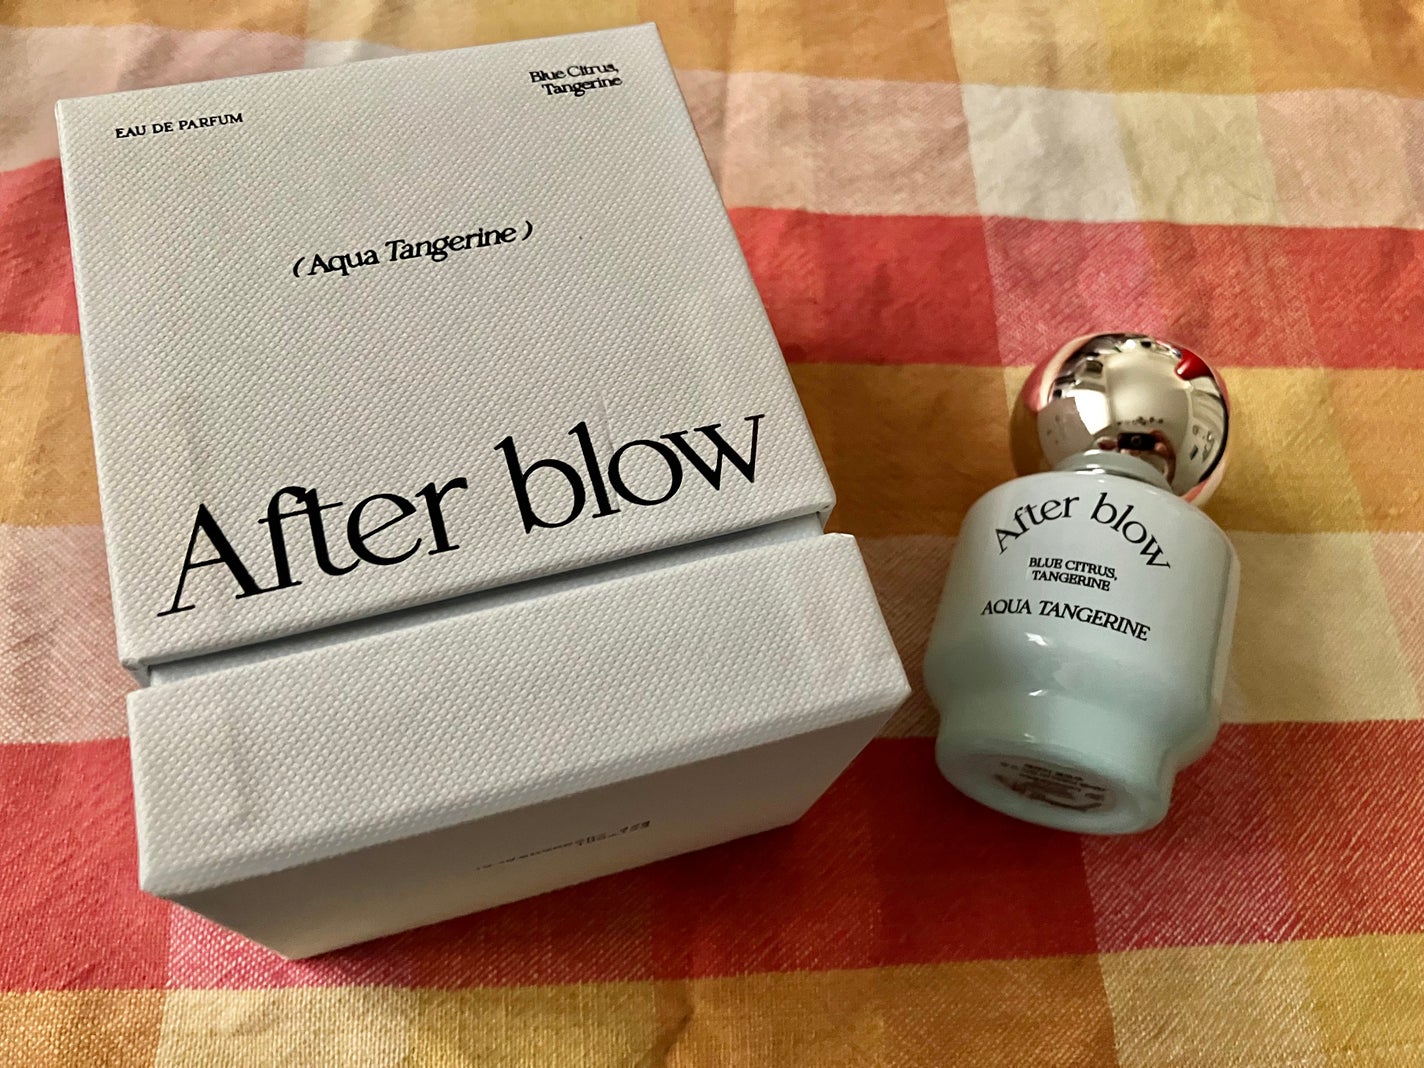 EAU DE PARFUM
Blue Citrus,
Tangerine
( Aqua Tangerine )
After blow
After blow
BLUE CITRUS,
TANGERINE
AQUA TANGERINE